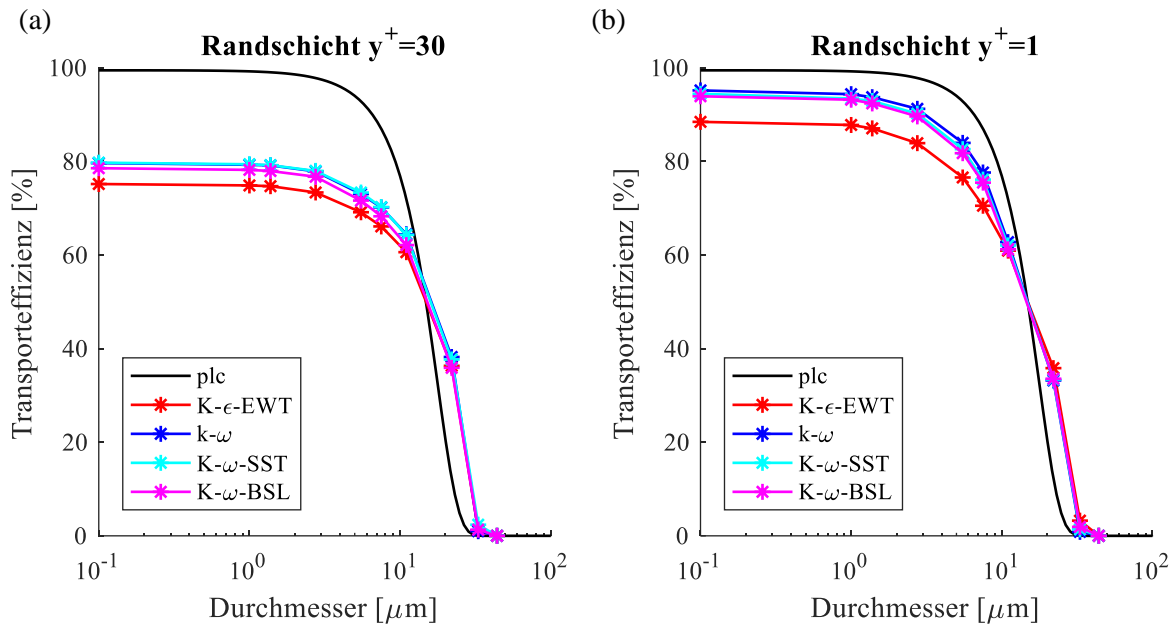 (a)
Randschicht y⁺=30
Transporteffizienz [%]
100
80
60
40
20
0
plc
K-ϵ-EWT
k-ω
K-ω-SST
K-ω-BSL
10⁻¹
10⁰
10¹
10²
Durchmesser [μm]
(b)
Randschicht y⁺=1
Transporteffizienz [%]
100
80
60
40
20
0
plc
K-ϵ-EWT
k-ω
K-ω-SST
K-ω-BSL
10⁻¹
10⁰
10¹
10²
Durchmesser [μm]